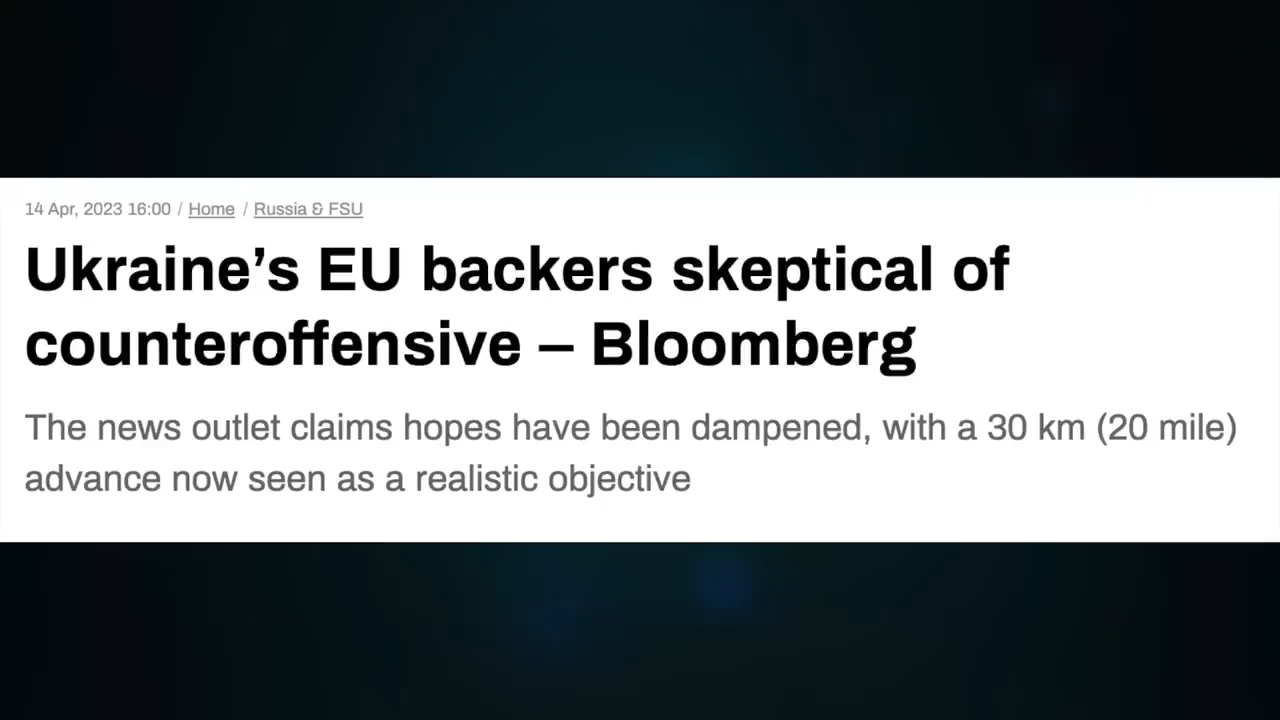 14 Apr, 2023 16:00 / Home / Russia & FSU
Ukraine’s EU backers skeptical of
counteroffensive – Bloomberg
The news outlet claims hopes have been dampened, with a 30 km (20 mile)
advance now seen as a realistic objective